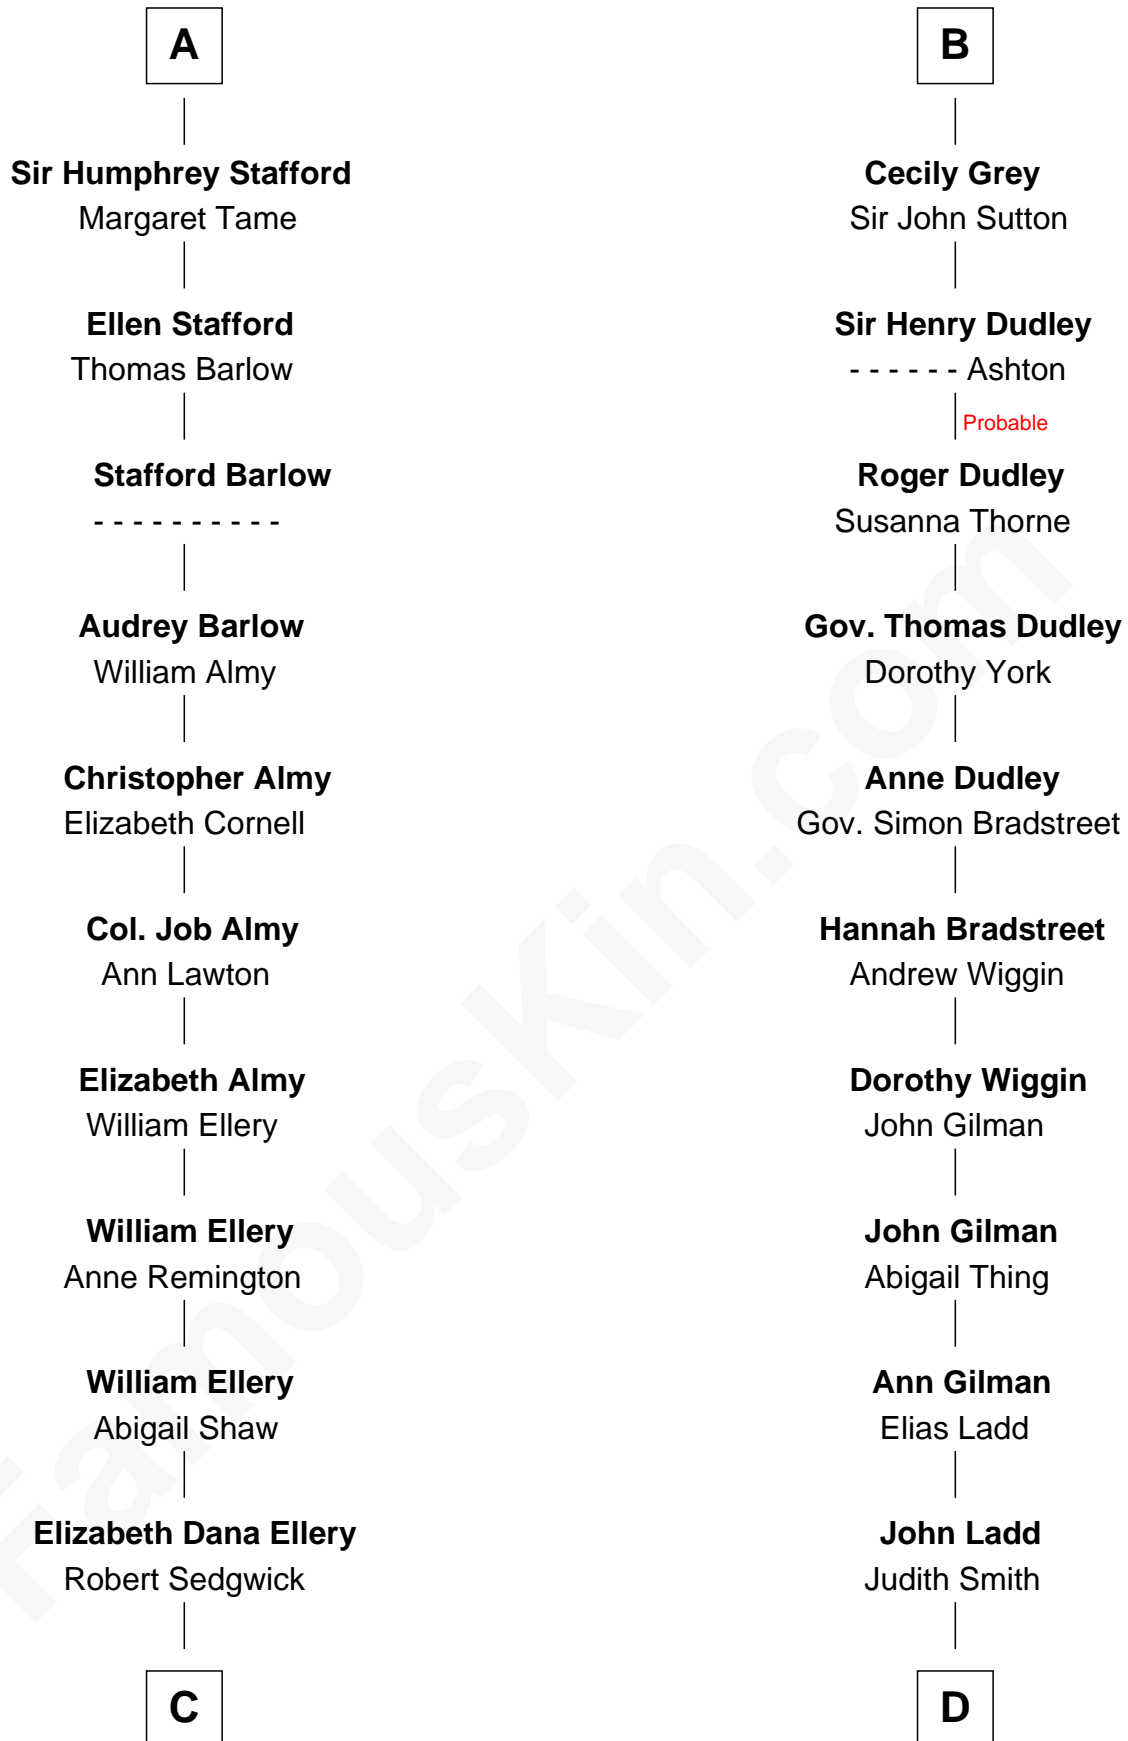 A
Sir Humphrey Stafford
Margaret Tame
Ellen Stafford
Thomas Barlow
Stafford Barlow
- - - - - - - - - -
Audrey Barlow
William Almy
Christopher Almy
Elizabeth Cornell
Col. Job Almy
Ann Lawton
Elizabeth Almy
William Ellery
William Ellery
Anne Remington
William Ellery
Abigail Shaw
Elizabeth Dana Ellery
Robert Sedgwick
C
B
Cecily Grey
Sir John Sutton
Sir Henry Dudley
- - - - - - Ashton
Probable
Roger Dudley
Susanna Thorne
Gov. Thomas Dudley
Dorothy York
Anne Dudley
Gov. Simon Bradstreet
Hannah Bradstreet
Andrew Wiggin
Dorothy Wiggin
John Gilman
John Gilman
Abigail Thing
Ann Gilman
Elias Ladd
John Ladd
Judith Smith
D
FamousKin.com